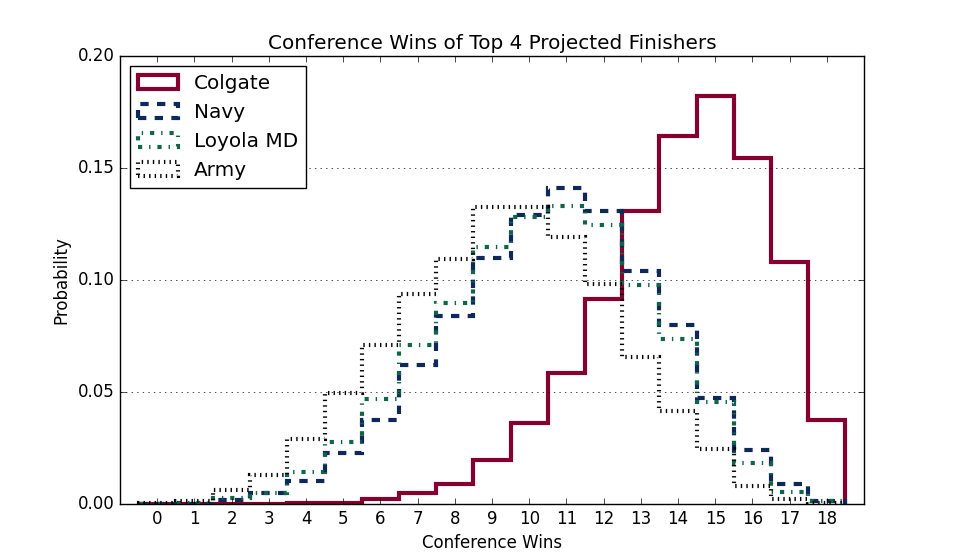 Conference Wins of Top 4 Projected Finishers
Colgate
Navy
Loyola MD
Army
0.20
0.15
0.10
0.05
0.00
Probability
0 1 2 3 4 5 6 7 8 9 10 11 12 13 14 15 16 17 18
Conference Wins